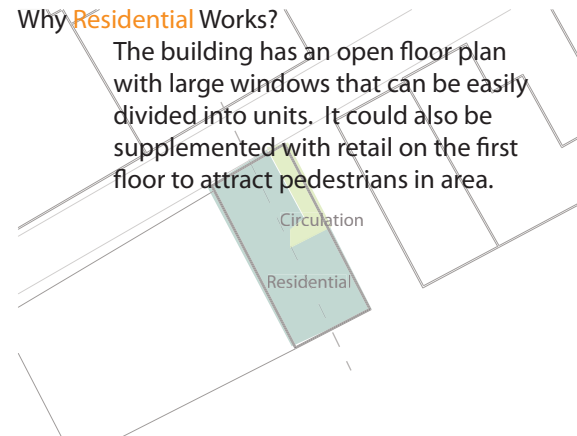 Why Residential Works?
The building has an open floor plan
with large windows that can be easily
divided into units.  It could also be
supplemented with retail on the first
floor to attract pedestrians in area.
Circulation
Residential